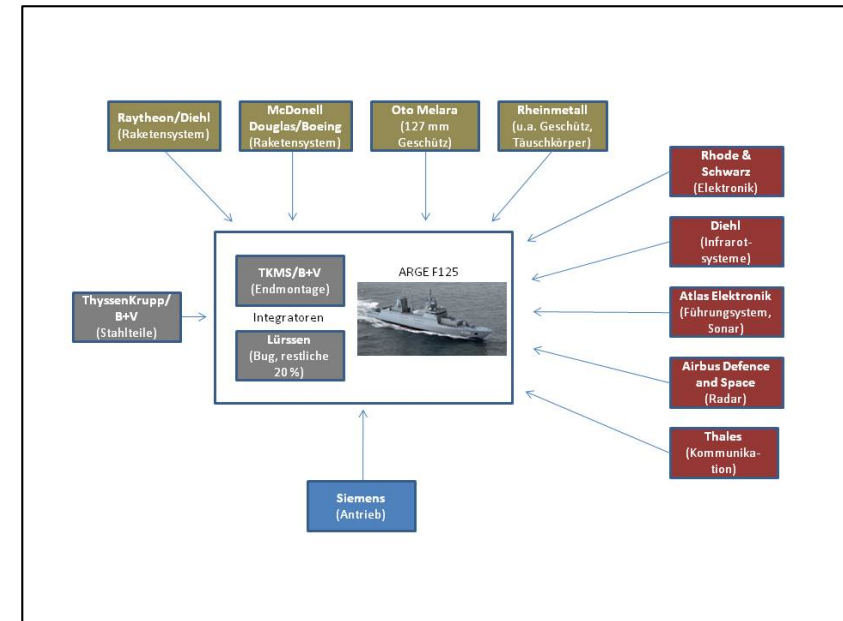 Raytheon/Diehl
(Raketensystem)
McDonell
Douglas/Boeing
(Raketensystem)
Oto Melara
(127 mm
Geschütz)
Rheinmetall
(u.a. Geschütz,
Täuschkörper)
Rhode &
Schwarz
(Elektronik)
Diehl
(Infrarot-
systeme)
Atlas Elektronik
(Führungsystem,
Sonar)
Airbus Defence
and Space
(Radar)
Thales
(Kommunika-
tion)
ThyssenKrupp/
B+V
(Stahlteile)
TKMS/B+V
(Endmontage)
Integratoren
Lürssen
(Bug, restliche
20%)
ARGE F125
Siemens
(Antrieb)